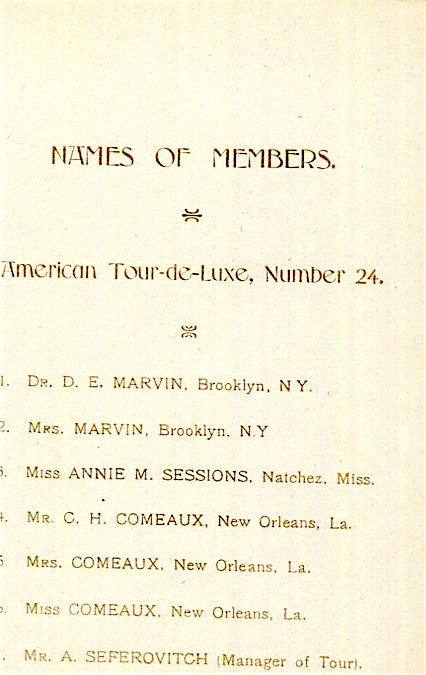 NAMES OF MEMBERS.
American Tour-de-Luxe, Number 24.
1. DR. D. E. MARVIN, Brooklyn, N Y.
2. MRS. MARVIN, Brooklyn, N.Y
3. MISS ANNIE M. SESSIONS, Natchez, Miss.
4. MR. C. H. COMEAUX, New Orleans, La.
5 MRS. COMEAUX, New Orleans, La.
6. MISS COMEAUX, New Orleans, La.
. MR. A. SEFEROVITCH (Manager of Tour).